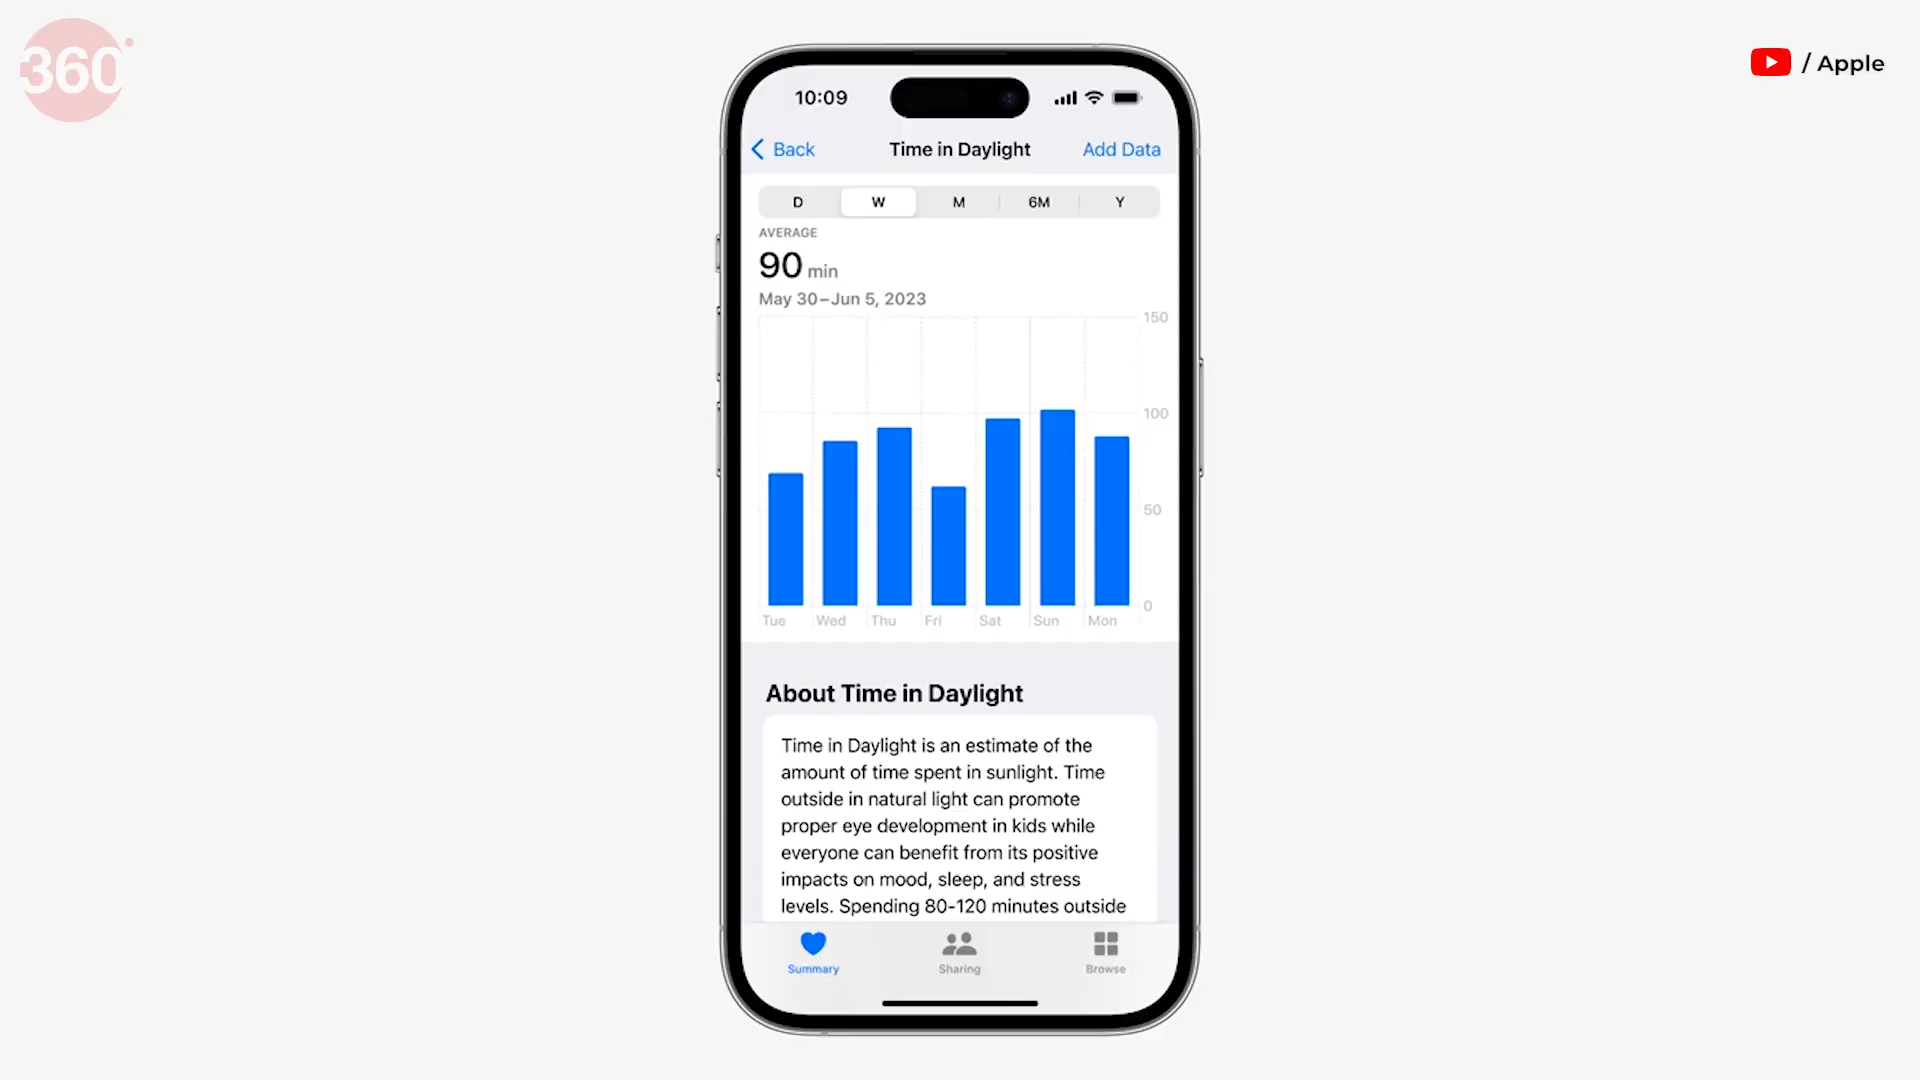 360°
/ Apple
10:09
Back
Time in Daylight
Add Data
D W M 6M Y
AVERAGE
90 min
May 30–Jun 5, 2023
150
100
50
0
Tue Wed Thu Fri Sat Sun Mon
About Time in Daylight
Time in Daylight is an estimate of the
amount of time spent in sunlight. Time
outside in natural light can promote
proper eye development in kids while
everyone can benefit from its positive
impacts on mood, sleep, and stress
levels. Spending 80-120 minutes outside
Summary
Sharing
Browse